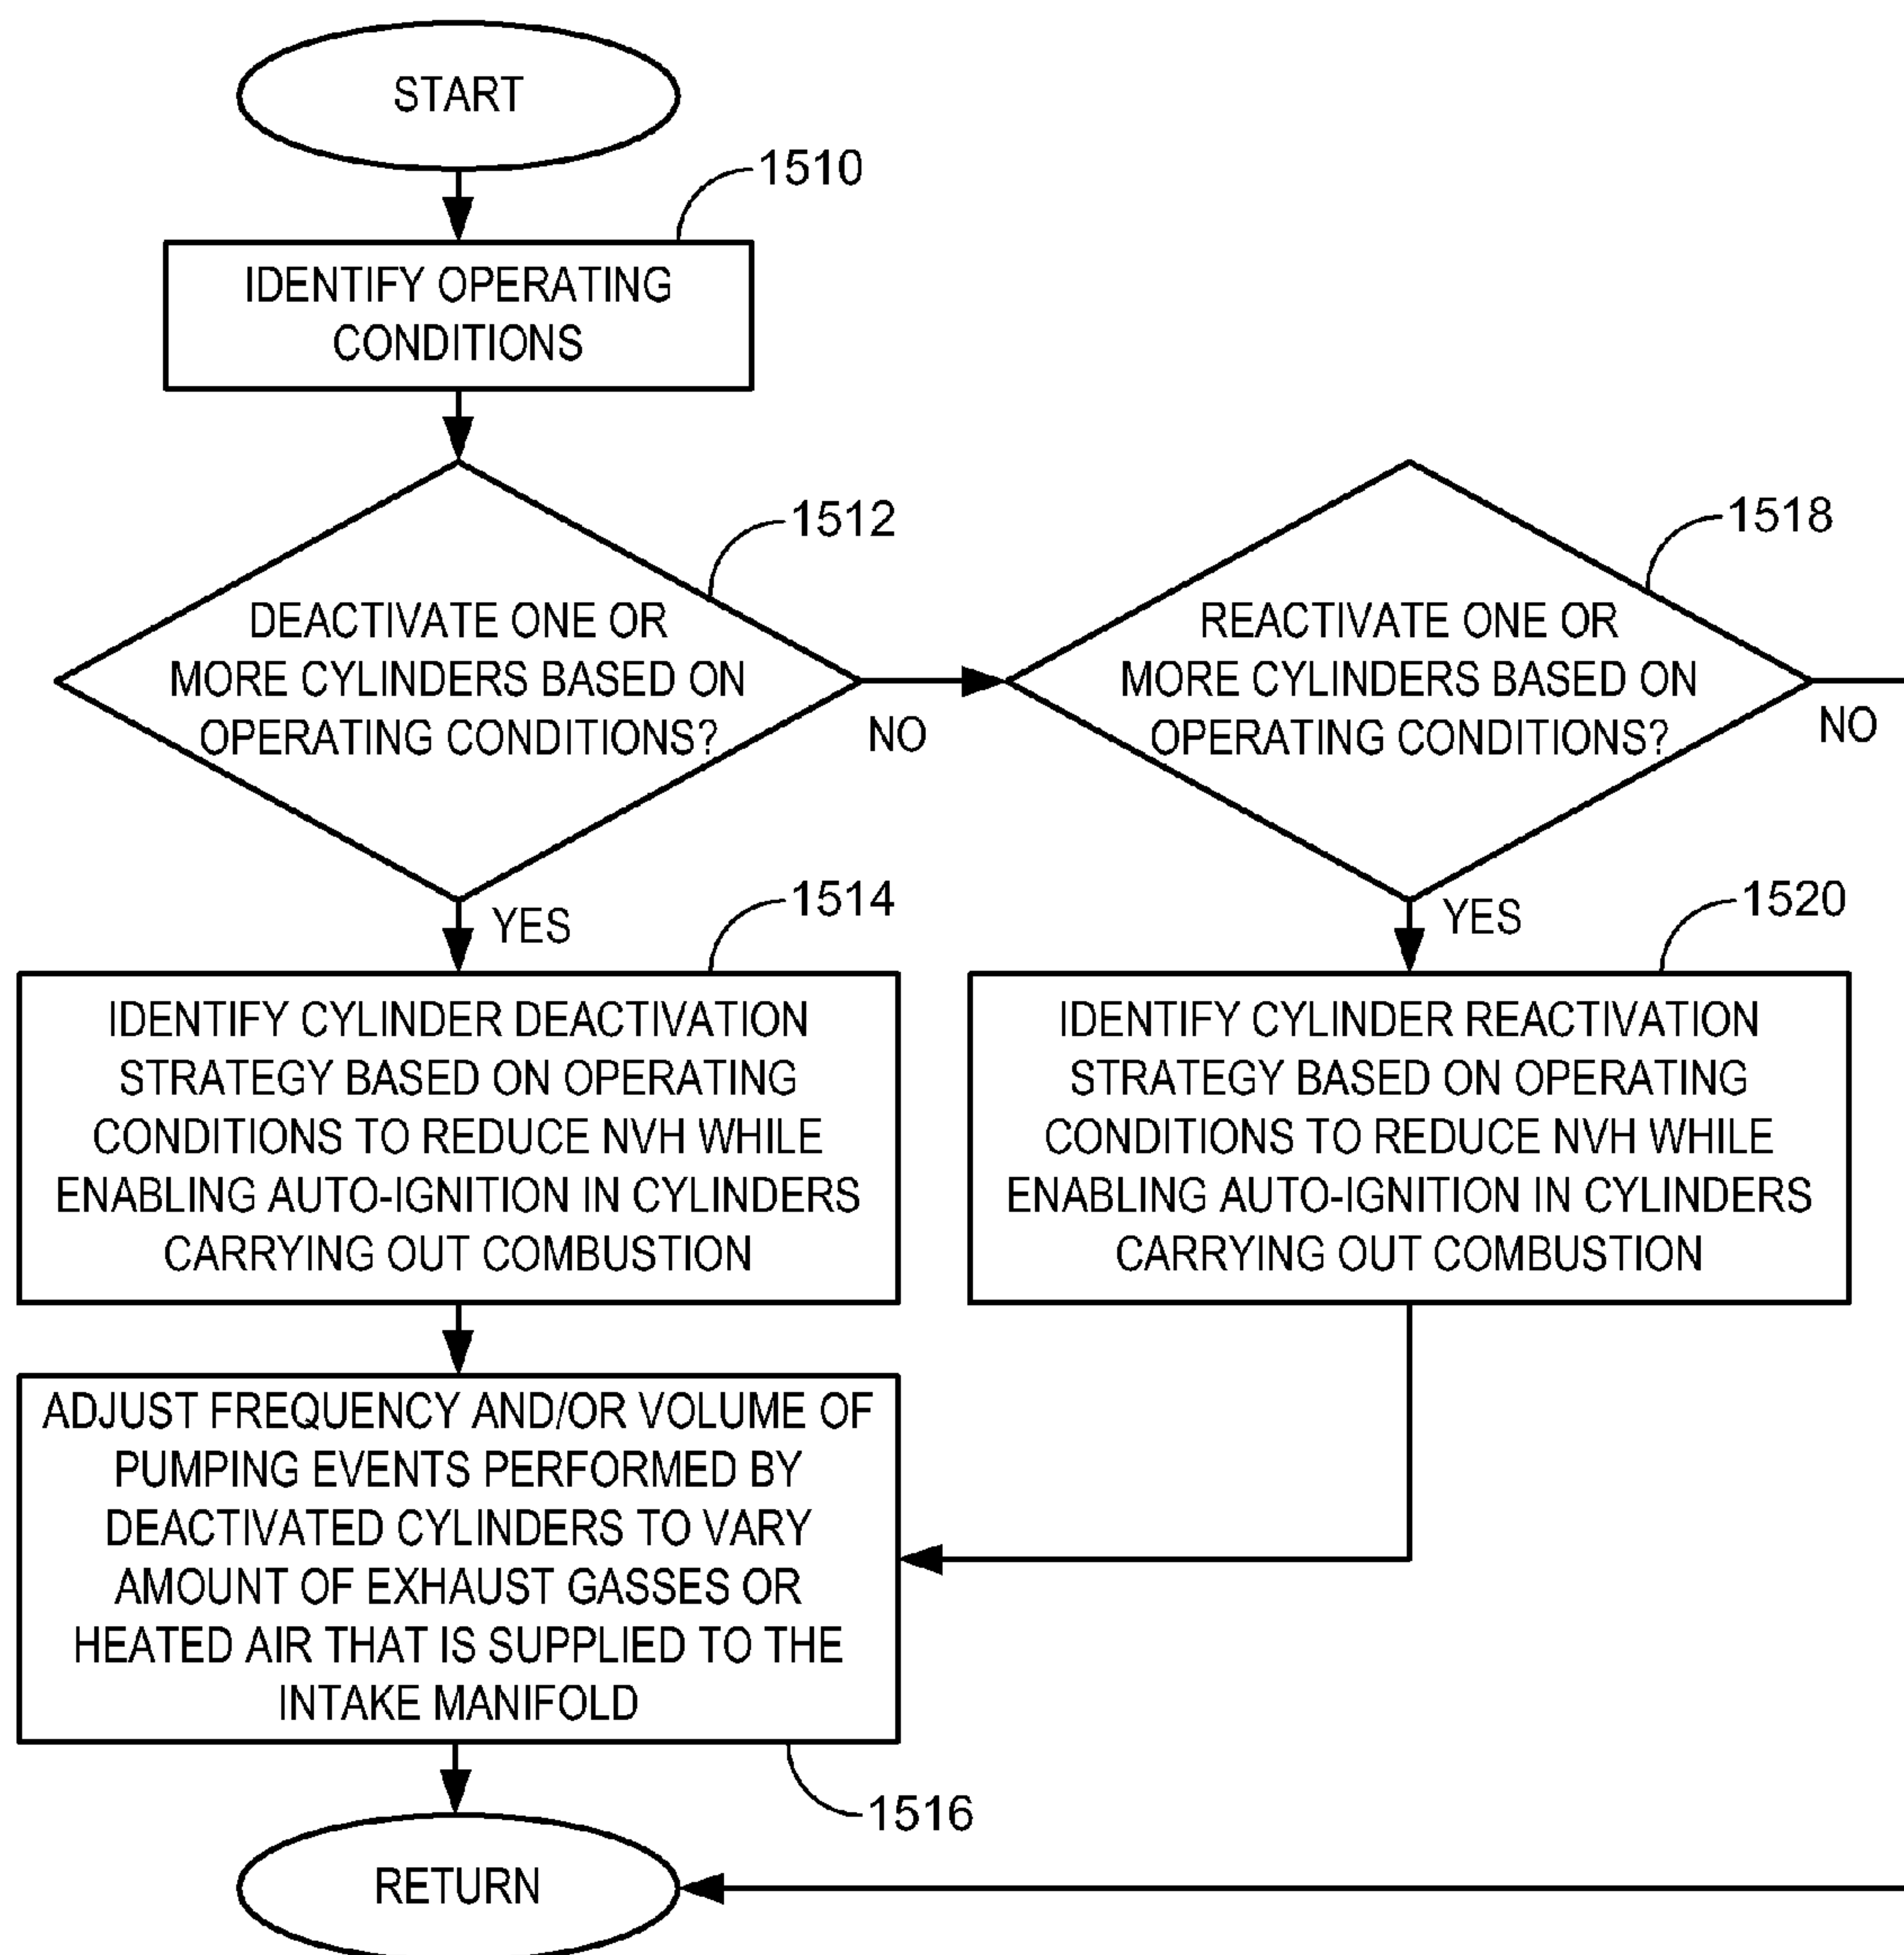 START
1510
IDENTIFY OPERATING
CONDITIONS
1512
DEACTIVATE ONE OR
MORE CYLINDERS BASED ON
OPERATING CONDITIONS?
NO
YES
1518
REACTIVATE ONE OR
MORE CYLINDERS BASED ON
OPERATING CONDITIONS?
NO
YES
1514
IDENTIFY CYLINDER DEACTIVATION
STRATEGY BASED ON OPERATING
CONDITIONS TO REDUCE NVH WHILE
ENABLING AUTO-IGNITION IN CYLINDERS
CARRYING OUT COMBUSTION
1520
IDENTIFY CYLINDER REACTIVATION
STRATEGY BASED ON OPERATING
CONDITIONS TO REDUCE NVH WHILE
ENABLING AUTO-IGNITION IN CYLINDERS
CARRYING OUT COMBUSTION
ADJUST FREQUENCY AND/OR VOLUME OF
PUMPING EVENTS PERFORMED BY
DEACTIVATED CYLINDERS TO VARY
AMOUNT OF EXHAUST GASSES OR
HEATED AIR THAT IS SUPPLIED TO THE
INTAKE MANIFOLD
1516
RETURN